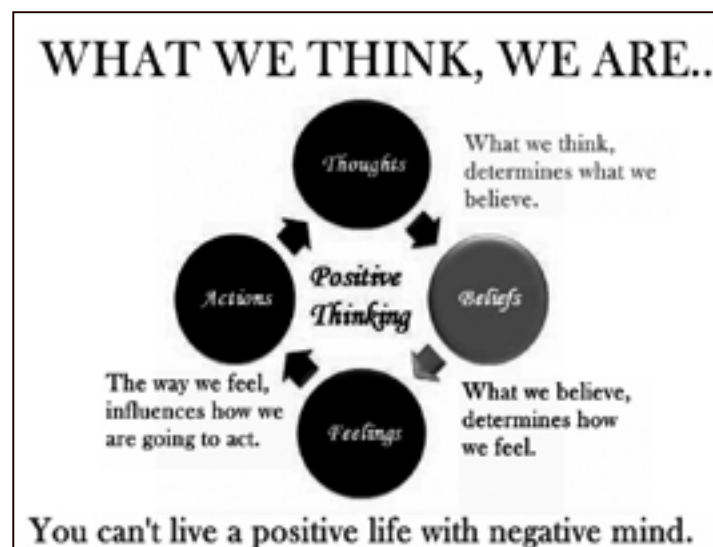 WHAT WE THINK, WE ARE..
Thoughts
What we think,
determines what we
believe.
Actions
Positive
Thinking
Beliefs
The way we feel,
influences how we
are going to act.
Feelings
What we believe,
determines how
we feel.
You can't live a positive life with negative mind.